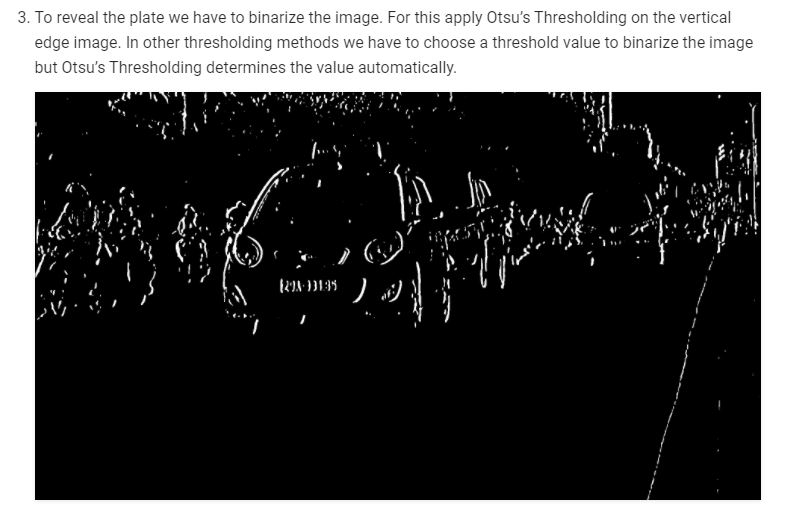 3. To reveal the plate we have to binarize the image. For this apply Otsu's Thresholding on the vertical
edge image. In other thresholding methods we have to choose a threshold value to binarize the image
but Otsu's Thresholding determines the value automatically.